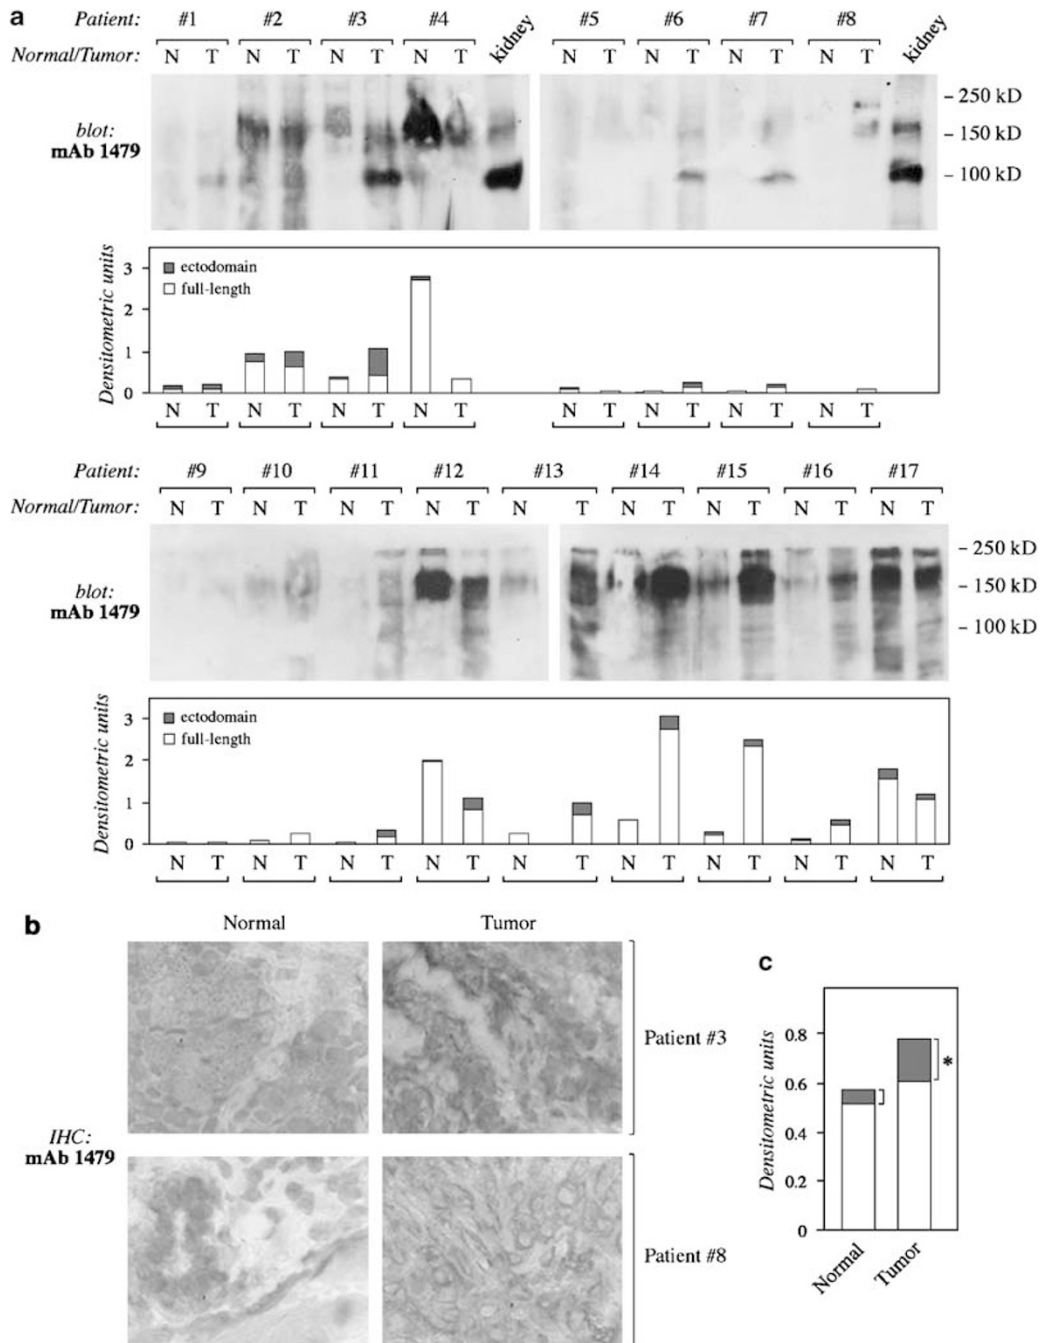 a
Patient: #1 #2 #3 #4 kidney #5 #6 #7 #8 kidney
Normal/Tumor: N T N T N T N T N T N T N T N T
blot:
mAb 1479
– 250 kD
– 150 kD
– 100 kD
Densitometric units
3
2
1
0
ectodomain
full-length
N T N T N T N T N T N T N T N T
Patient: #9 #10 #11 #12 #13 #14 #15 #16 #17
Normal/Tumor: N T N T N T N T N T N T N T N T N T
blot:
mAb 1479
– 250 kD
– 150 kD
– 100 kD
Densitometric units
3
2
1
0
ectodomain
full-length
N T N T N T N T N T N T N T N T N T
b
Normal Tumor
Patient #3
IHC:
mAb 1479
Patient #8
c
Densitometric units
0.8
0.6
0.4
0.2
0
*
Normal Tumor